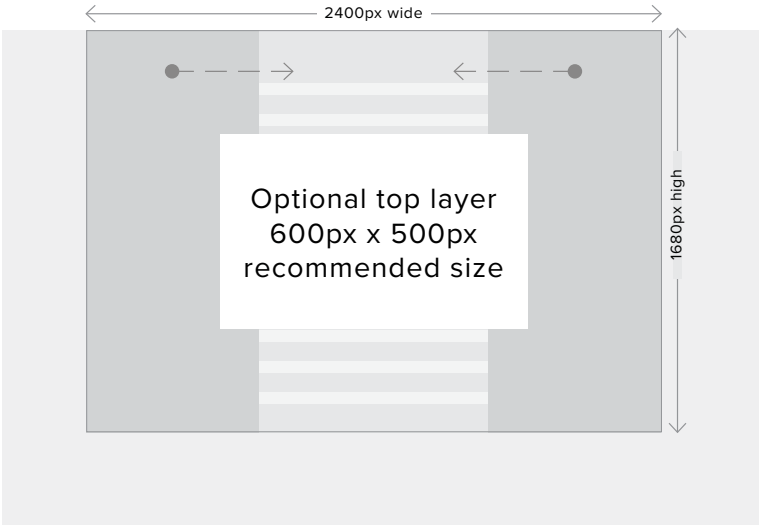 2400px wide
Optional top layer
600px x 500px
recommended size
1680px high